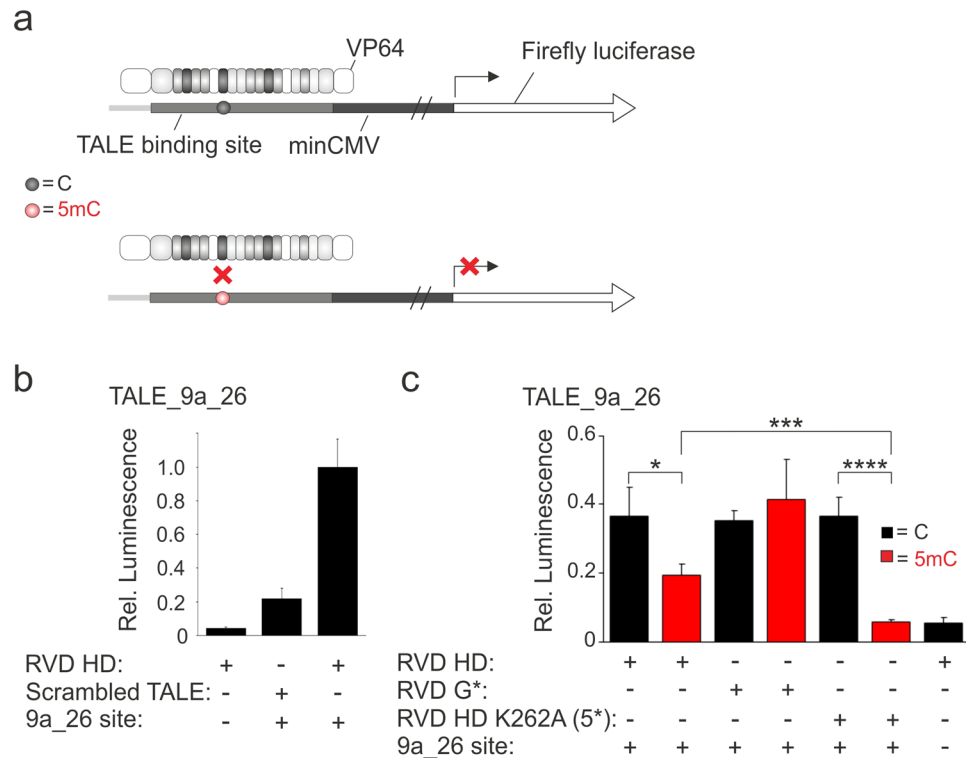 a
VP64
Firefly luciferase
TALE binding site
minCMV
= C
= 5mC
b
TALE_9a_26
Rel. Luminescence
1.0
0.8
0.6
0.4
0.2
0
RVD HD: + - +
Scrambled TALE: - + -
9a_26 site: - + +
c
TALE_9a_26
Rel. Luminescence
0.6
0.4
0.2
0
*
***
****
= C
= 5mC
RVD HD: + + - - - - +
RVD G*: - - + + - - -
RVD HD K262A (5*): - - - - + + -
9a_26 site: + + + + + + -